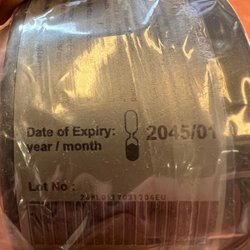 Date of Expiry: 2045/01
year / month
Lot No :